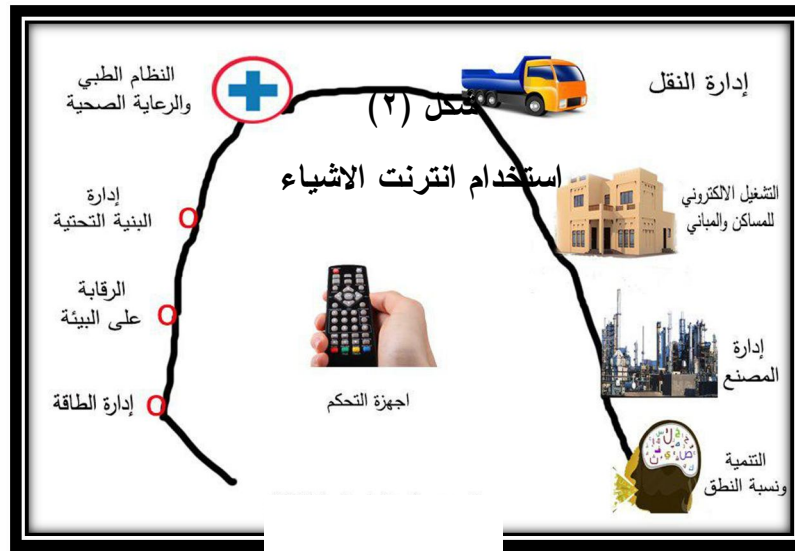 شكل (٢)
استخدام انترنت الاشياء
إدارة النقل
التشغيل الالكتروني
للمساكن والمباني
إدارة
المصنع
التنمية
ونسبة النطق
النظام الطبي
والرعاية الصحية
إدارة
البنية التحتية
الرقابة
على البيئة
إدارة الطاقة
اجهزة التحكم